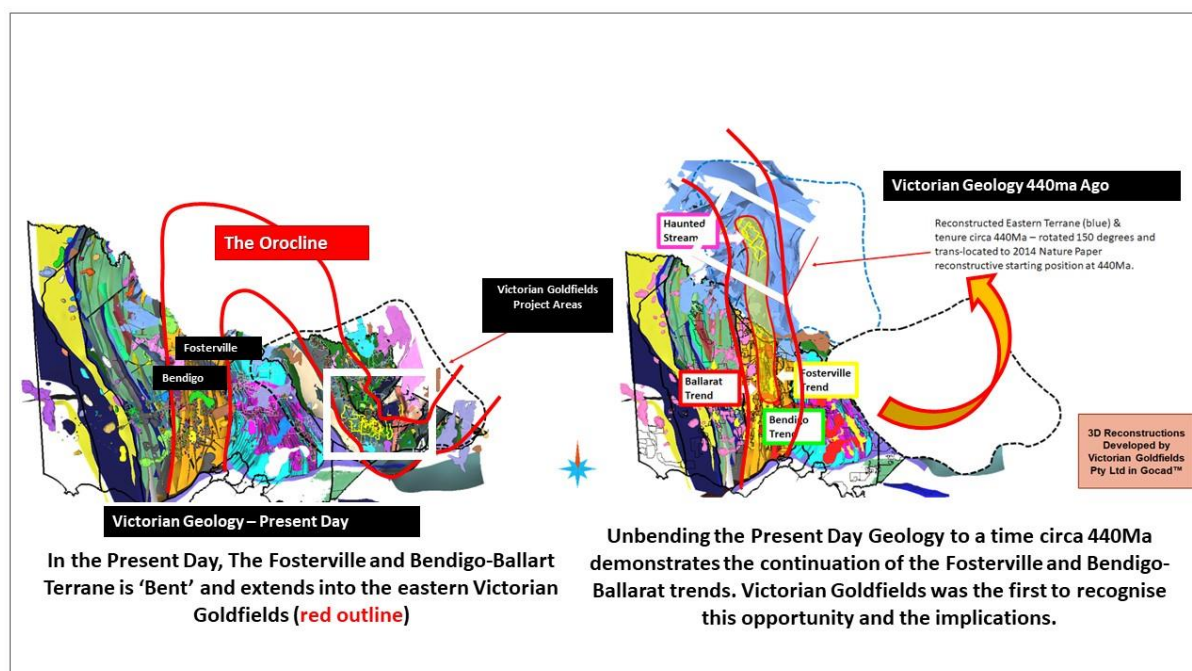 The Orocline
Victorian Goldfields
Project Areas
Fosterville
Bendigo
Victorian Geology – Present Day
In the Present Day, The Fosterville and Bendigo-Ballart
Terrane is ‘Bent’ and extends into the eastern Victorian
Goldfields (red outline)
Victorian Geology 440ma Ago
Reconstructed Eastern Terrane (blue) &
tenure circa 440Ma – rotated 150 degrees and
trans-located to 2014 Nature Paper
reconstructive starting position at 440Ma.
Haunted
Stream
Ballarat
Trend
Fosterville
Trend
Bendigo
Trend
3D Reconstructions
Developed by
Victorian Goldfields
Pty Ltd in Gocad™
Unbending the Present Day Geology to a time circa 440Ma
demonstrates the continuation of the Fosterville and Bendigo-
Ballarat trends. Victorian Goldfields was the first to recognise
this opportunity and the implications.